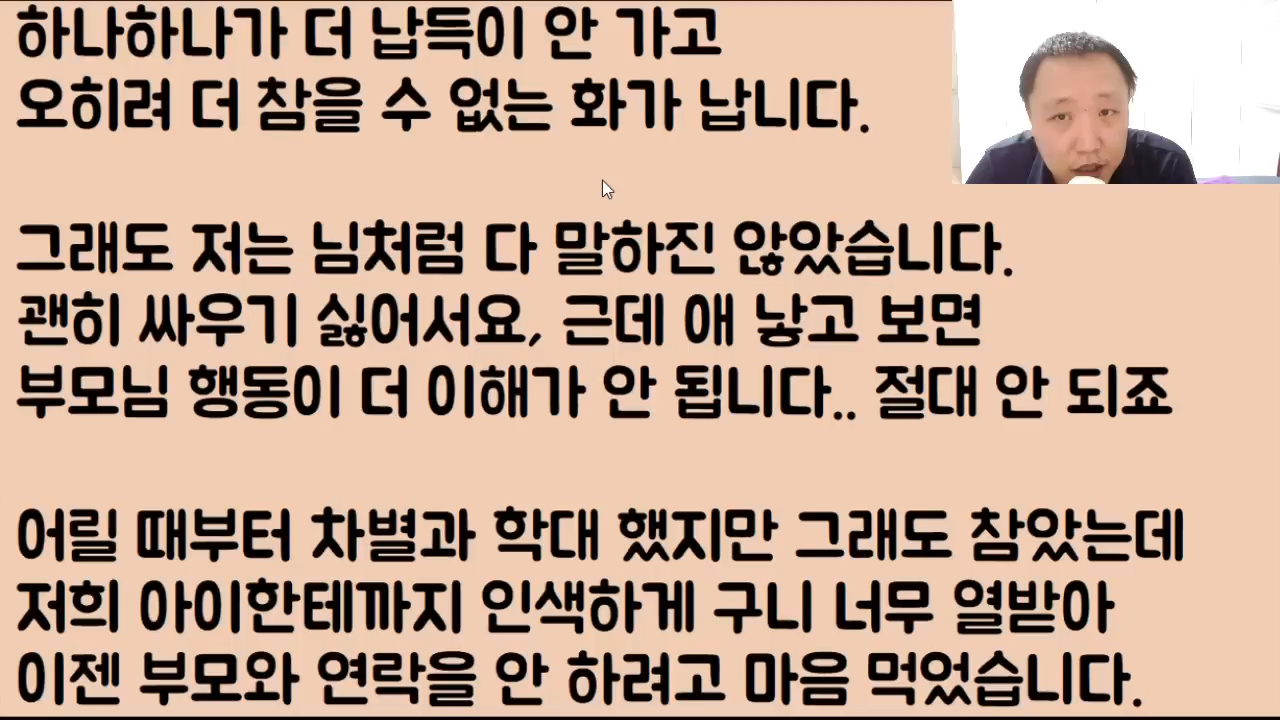 하나하나가 더 납득이 안 가고
오히려 더 참을 수 없는 화가 납니다.
그래도 저는 님처럼 다 말하진 않았습니다.
괜히 싸우기 싫어서요, 근데 애 낳고 보면
부모님 행동이 더 이해가 안 됩니다.. 절대 안 되죠
어릴 때부터 차별과 학대 했지만 그래도 참았는데
저희 아이한테까지 인색하게 구니 너무 열받아
이젠 부모와 연락을 안 하려고 마음 먹었습니다.